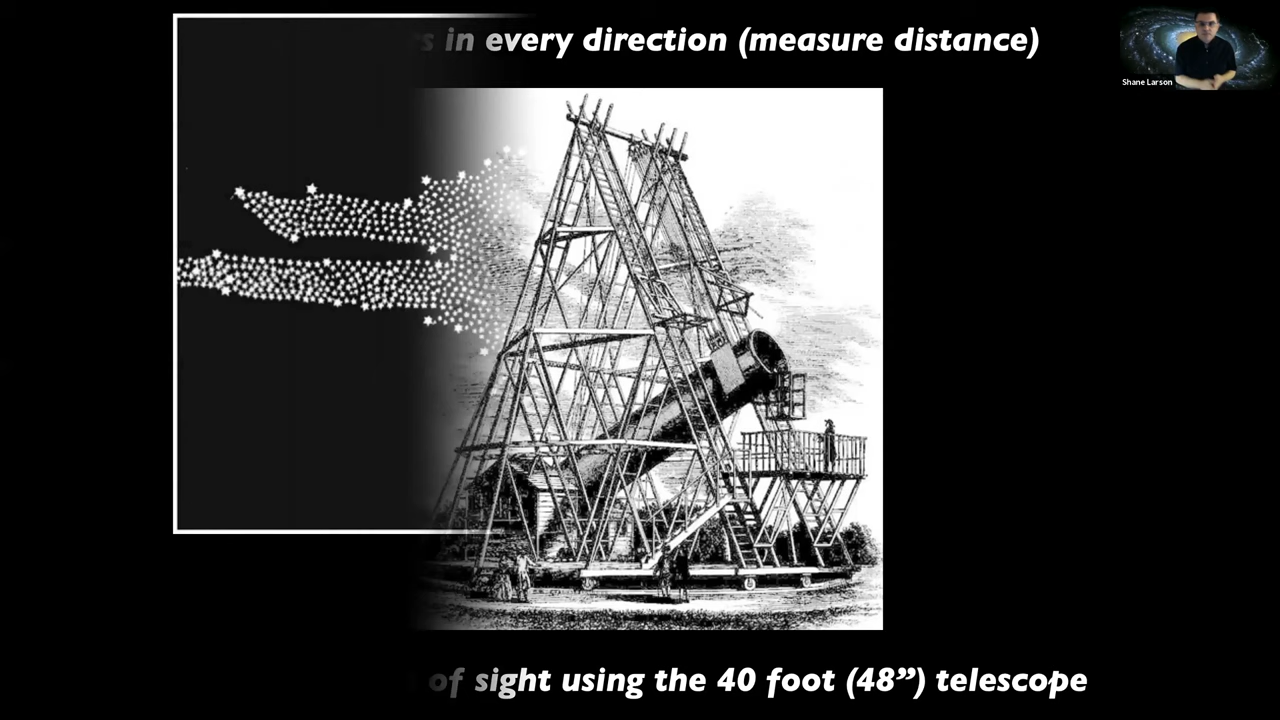 in every direction (measure distance)
Shane Larson
of sight using the 40 foot (48”) telescope